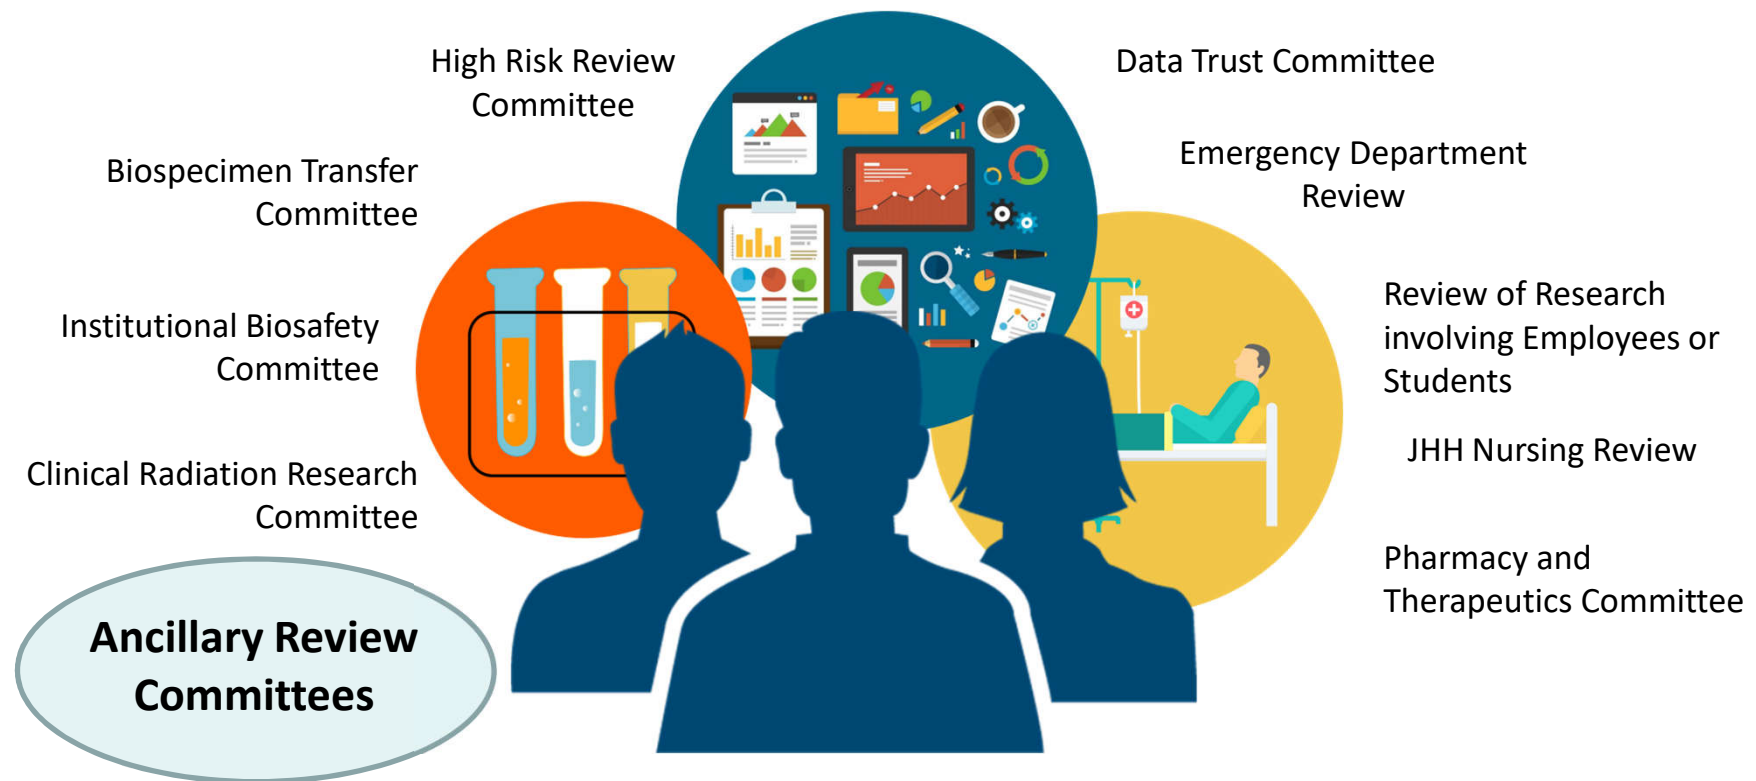 High Risk Review
Committee
Data Trust Committee
Biospecimen Transfer
Committee
Emergency Department
Review
Institutional Biosafety
Committee
Review of Research
involving Employees or
Students
Clinical Radiation Research
Committee
JHH Nursing Review
Pharmacy and
Therapeutics Committee
Ancillary Review
Committees